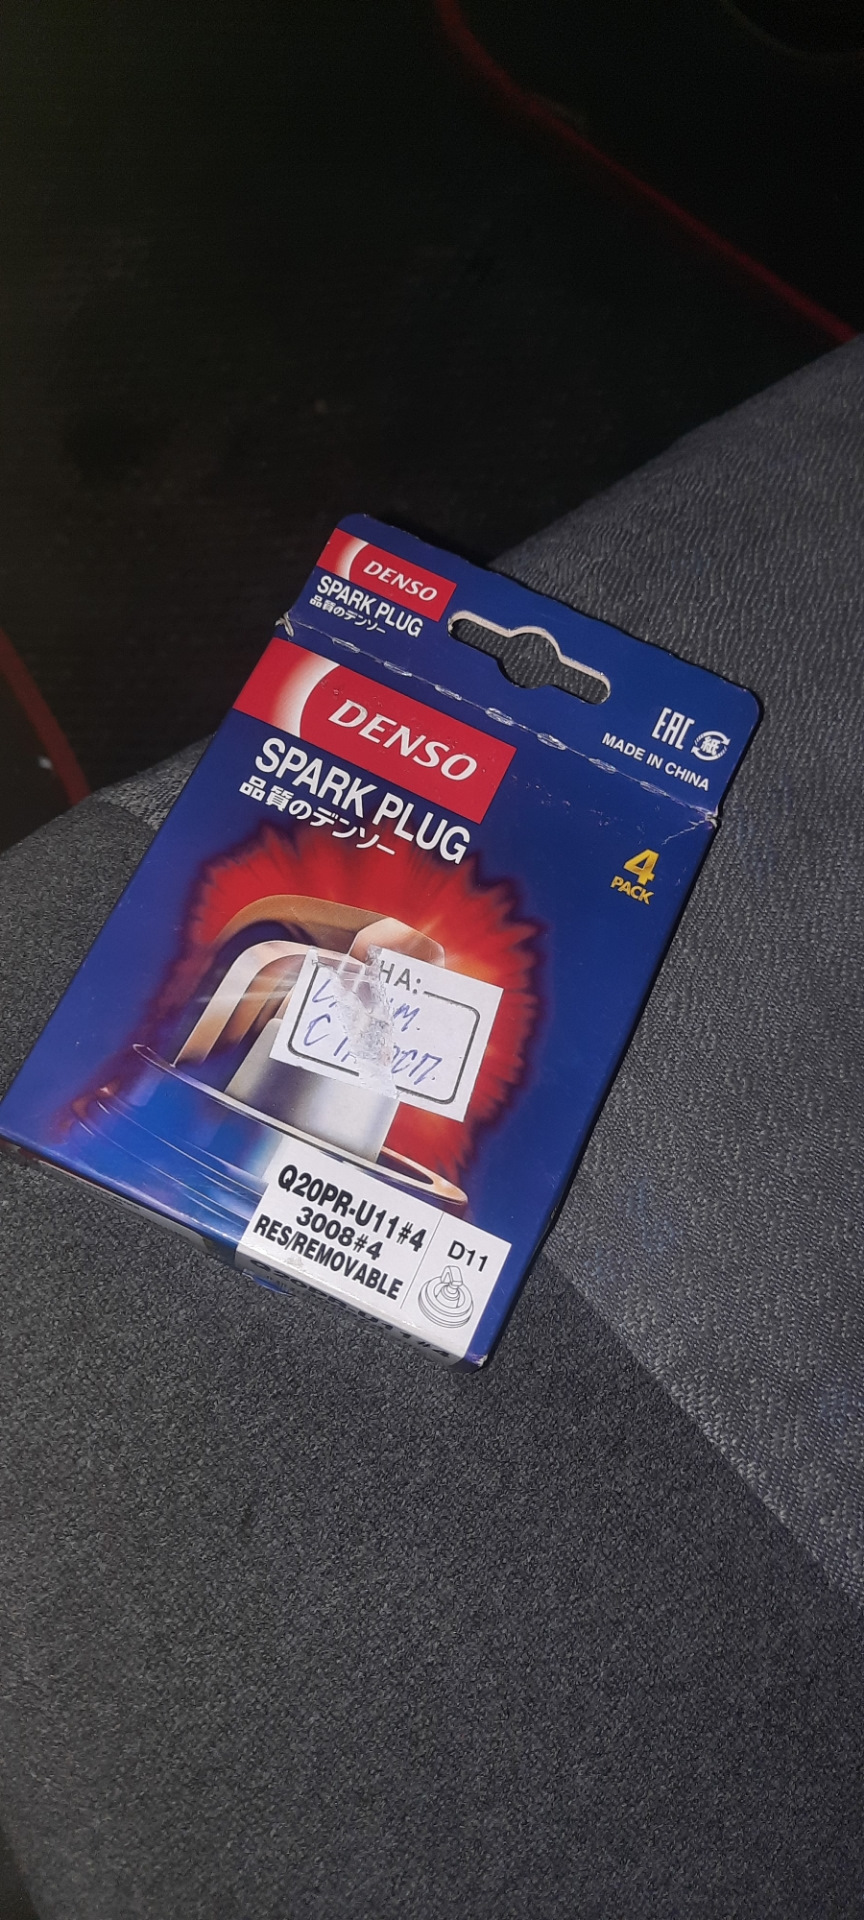 DENSO
SPARK PLUG
品質のデンソー
EAC
MADE IN CHINA
DENSO
SPARK PLUG
品質のデンソー
4
PACK
НА:
Q20PR-U11#4
3008#4
RES/REMOVABLE
D11